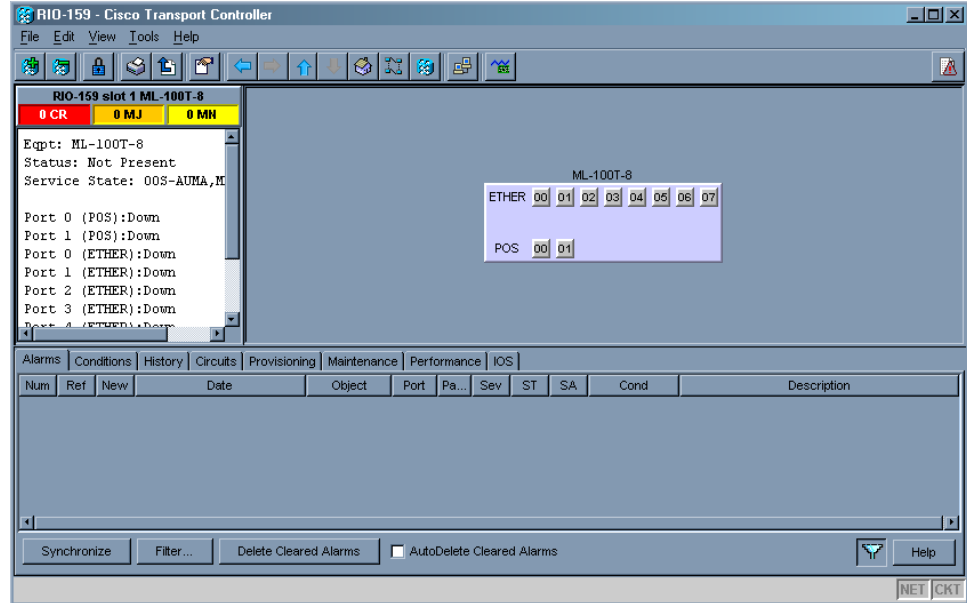 RIO-159 - Cisco Transport Controller
File Edit View Tools Help
RIO-159 slot 1 ML-100T-8
0 CR 0 MJ 0 MN
Eqpt: ML-100T-8
Status: Not Present
Service State: OOS-AUMA,M
Port 0 (POS):Down
Port 1 (POS):Down
Port 0 (ETHER):Down
Port 1 (ETHER):Down
Port 2 (ETHER):Down
Port 3 (ETHER):Down
Port 4 (ETHER):Down
ML-100T-8
ETHER 00 01 02 03 04 05 06 07
POS 00 01
Alarms Conditions History Circuits Provisioning Maintenance Performance IOS
Num Ref New Date Object Port Pa... Sev ST SA Cond Description
Synchronize Filter... Delete Cleared Alarms AutoDelete Cleared Alarms Help
NET CKT